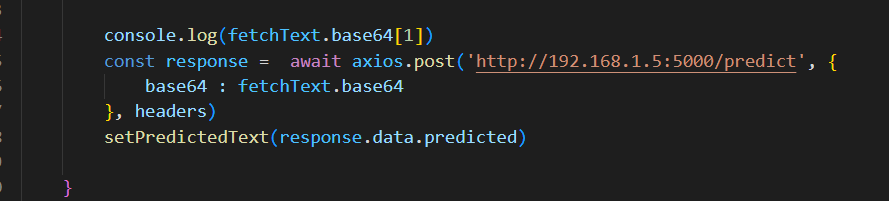 console.log(fetchText.base64[1])
const response =  await axios.post('http://192.168.1.5:5000/predict', {
base64 : fetchText.base64
}, headers)
setPredictedText(response.data.predicted)
}